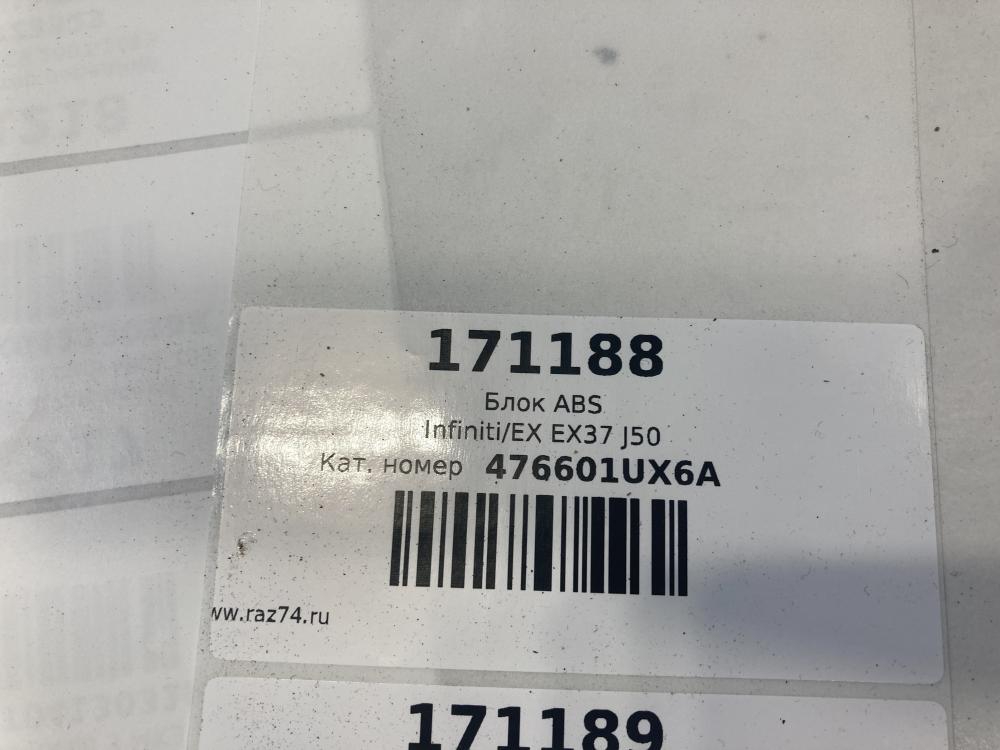 171188
Блок ABS
Infiniti/EX EX37 J50
Кат. номер 476601UX6A
ww.raz74.ru
171189